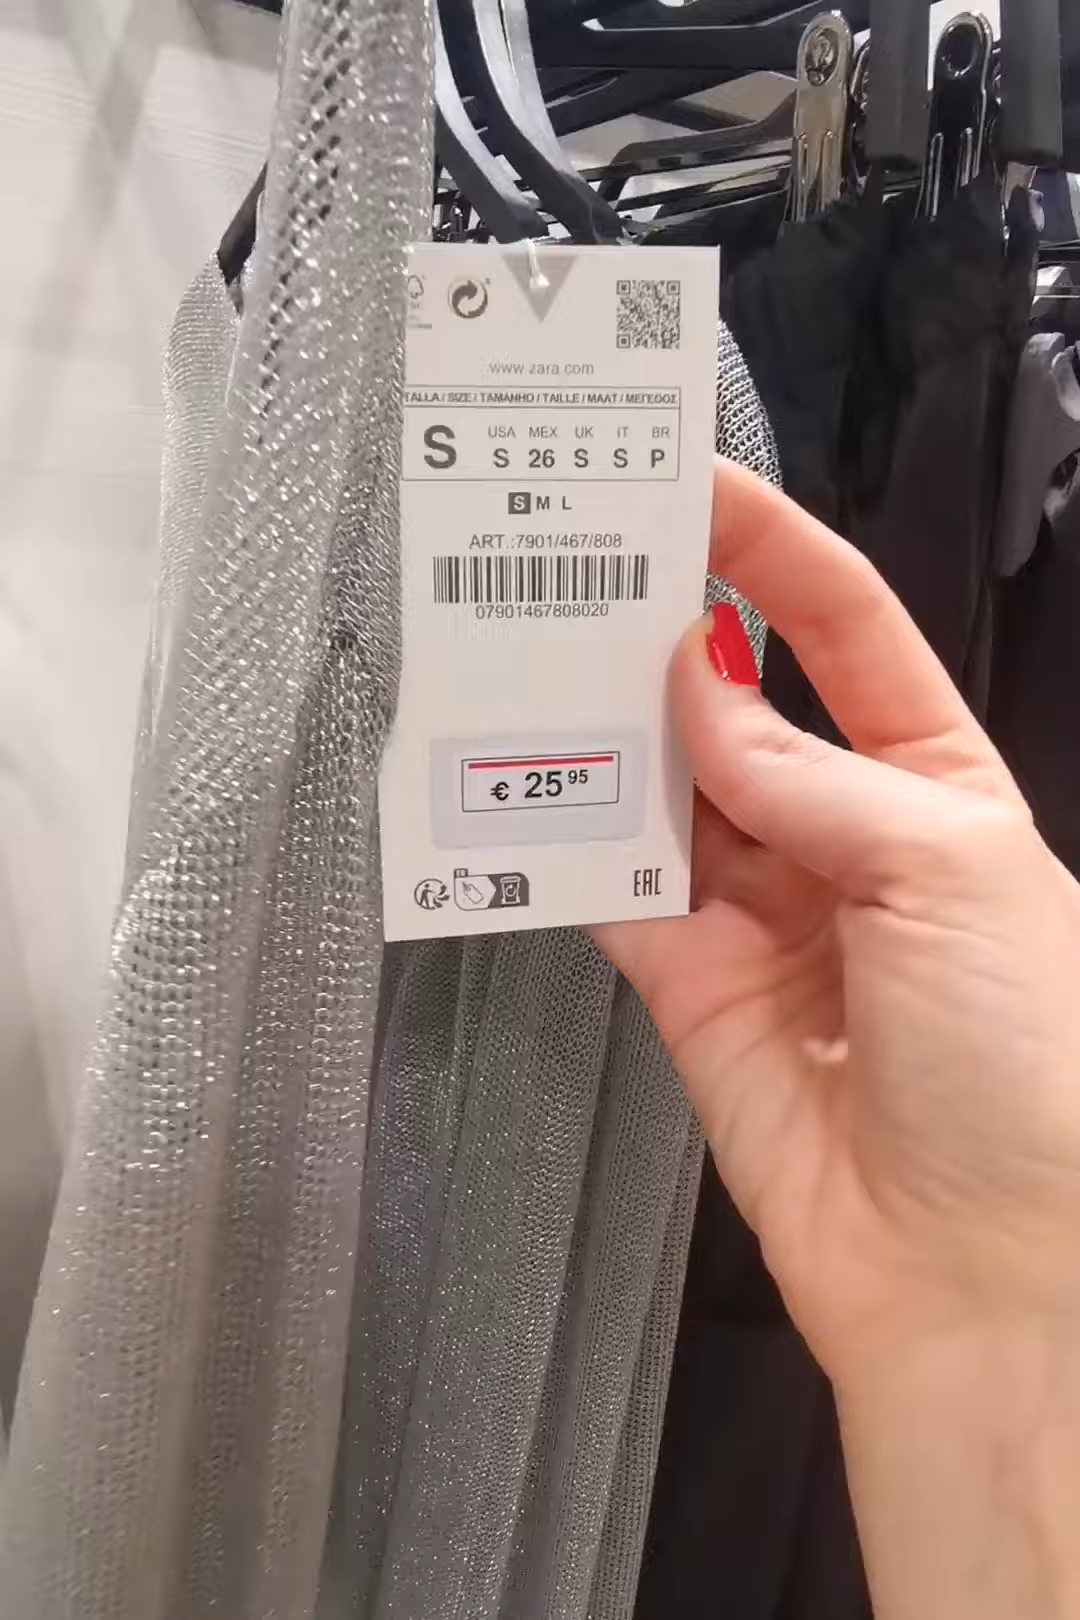 www.zara.com
TALLA / SIZE / TAMANHO / TAILLE / MAAT / ΜΕΓΕΘΟΣ
USA MEX UK IT BR
S S 26 S S P
S M L
ART.:7901/467/808
07901467808020
€ 25 95
FR
EAC